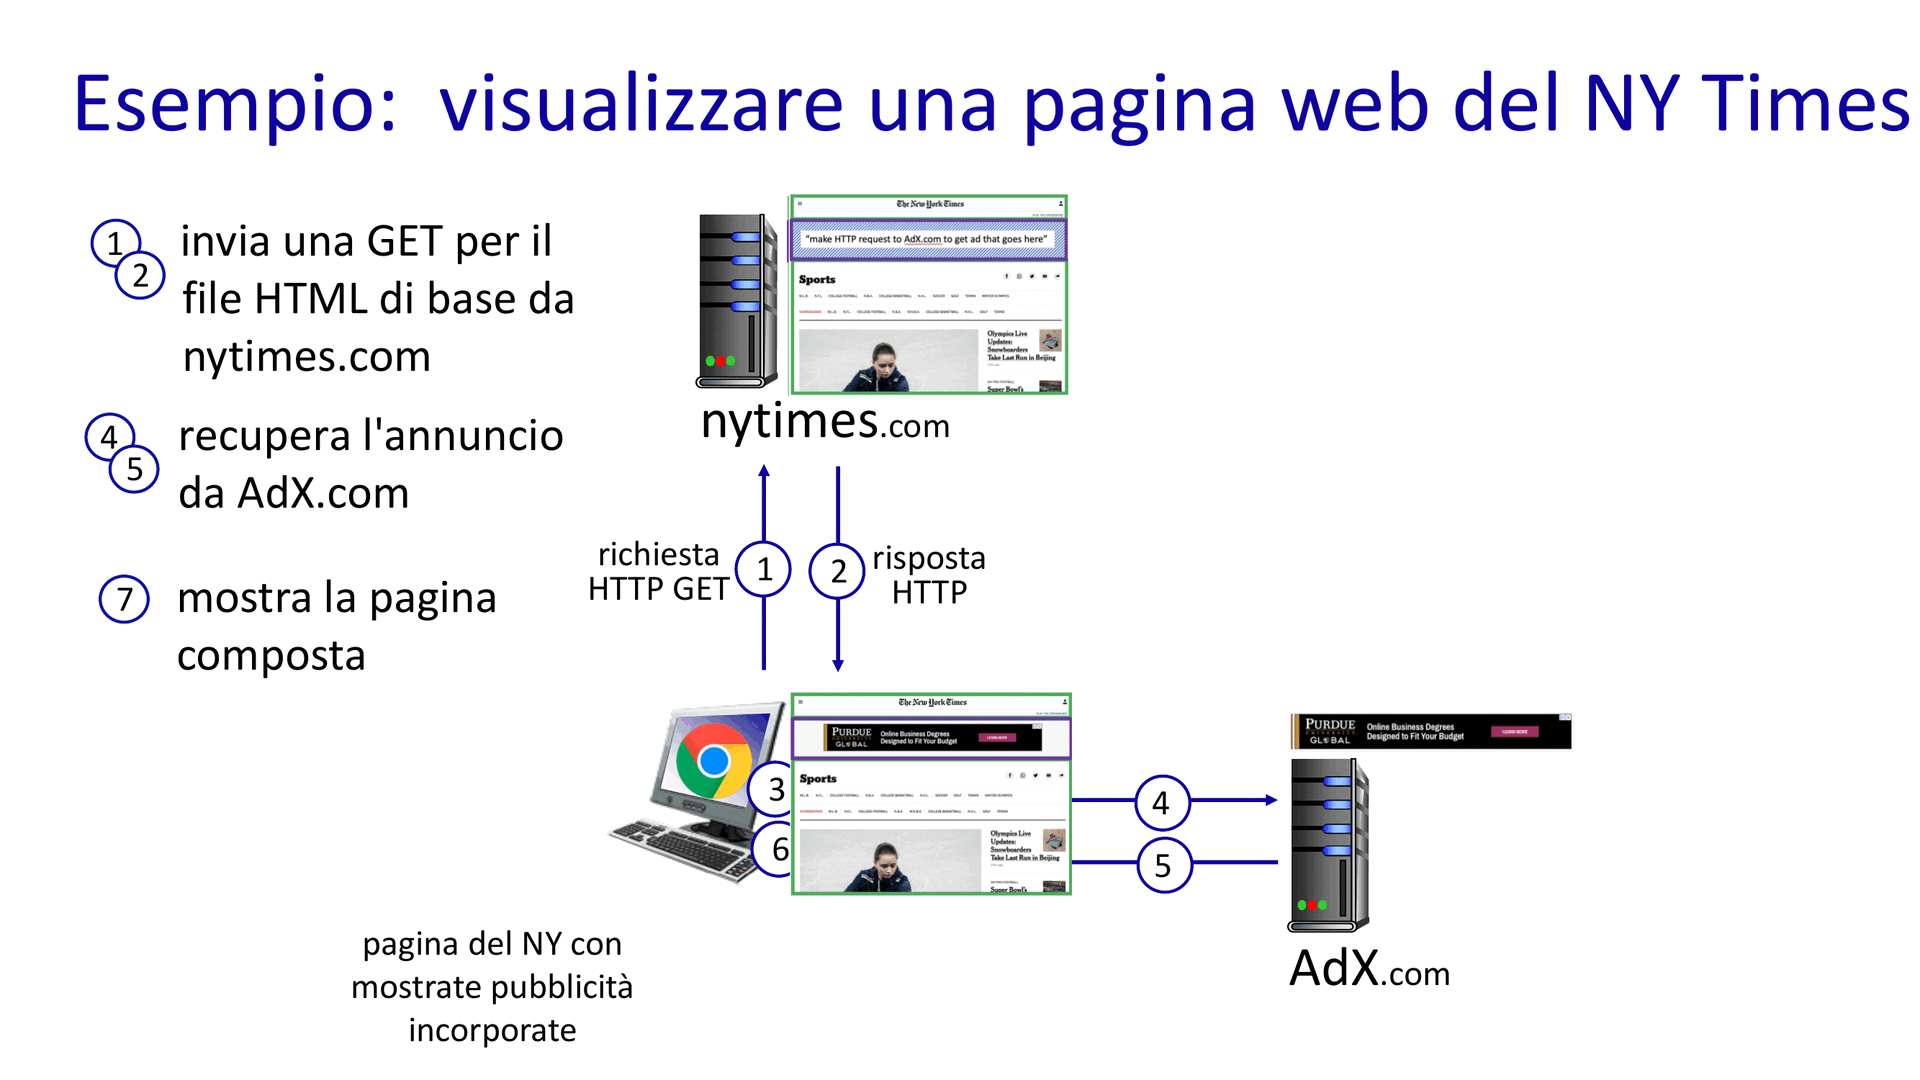 Esempio: visualizzare una pagina web del NY Times
1
2
invia una GET per il
file HTML di base da
nytimes.com
4
5
recupera l'annuncio
da AdX.com
7
mostra la pagina
composta
The New York Times
"make HTTP request to AdX.com to get ad that goes here"
Sports
Olympics Live
Updates:
Snowboarders
Take Last Run in Beijing
Super Bowl's
nytimes.com
richiesta
HTTP GET
1
2
risposta
HTTP
The New York Times
PURDUE
UNIVERSITY
GLOBAL
Online Business Degrees
Designed to Fit Your Budget
LEARN MORE
Sports
Olympics Live
Updates:
Snowboarders
Take Last Run in Beijing
Super Bowl's
3
6
4
5
PURDUE
UNIVERSITY
GLOBAL
Online Business Degrees
Designed to Fit Your Budget
LEARN MORE
AdX.com
pagina del NY con
mostrate pubblicità
incorporate